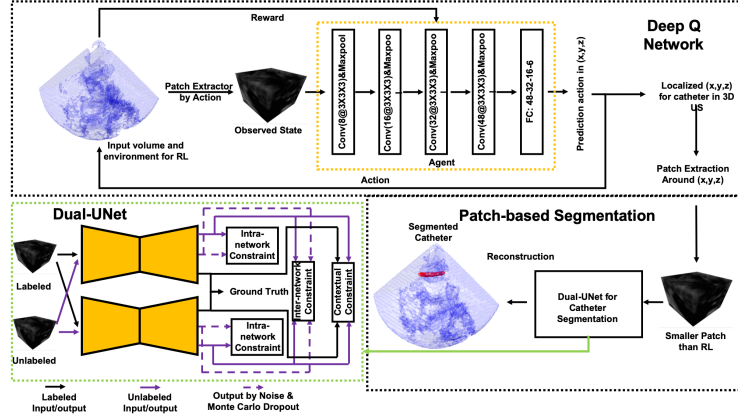 Reward
Deep Q
Network
Patch Extractor
by Action
Observed State
Input volume and
environment for RL
Conv(8@3X3X3)&Maxpool
Conv(16@3X3X3)&Maxpoo
Conv(32@3X3X3)&Maxpoo
Conv(48@3X3X3)&Maxpoo
FC: 48-32-16-6
Agent
Prediction action in (x,y,z)
Localized (x,y,z)
for catheter in 3D
US
Action
Patch Extraction
Around (x,y,z)
Dual-UNet
Labeled
Unlabeled
Intra-
network
Constraint
Ground Truth
Intra-
network
Constraint
Inter-network
Constraint
Contextual
Constraint
Patch-based Segmentation
Segmented
Catheter
Reconstruction
Dual-UNet for
Catheter
Segmentation
Smaller Patch
than RL
Labeled
Input/output
Unlabeled
Input/output
Output by Noise &
Monte Carlo Dropout